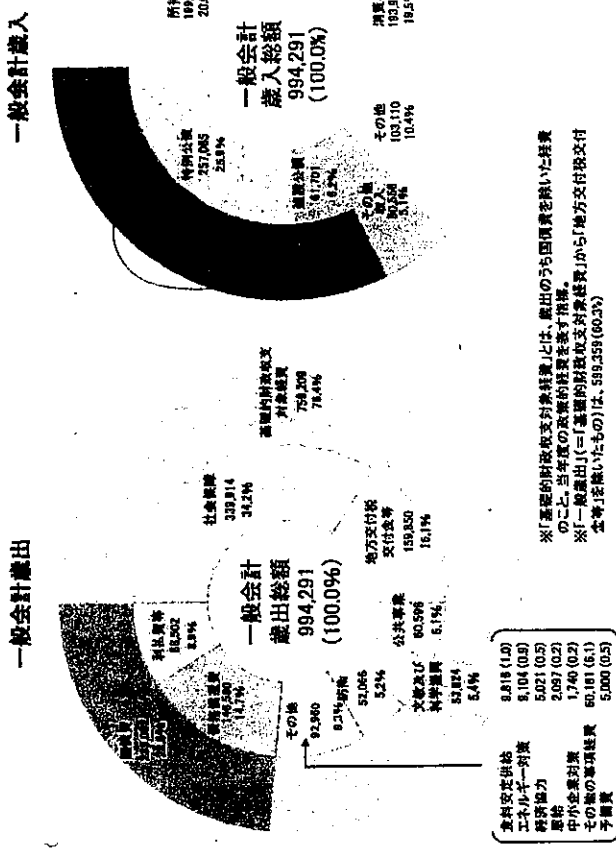 一般会計歳出
利払費等
88,502
8.9%
社会保障
339,914
34.2%
基礎的財政収支
対象経費
758,209
76.4%
一般会計
歳出総額
994,291
(100.0%)
地方交付税
交付金等
159,850
16.1%
公共事業
60,596
6.1%
文教及び
科学振興
53,824
5.4%
防衛
52,066
5.2%
その他
92,960
9.3%
食料安定供給 9,816 (1.0)
エネルギー対策 9,104 (0.9)
経済協力 5,021 (0.5)
恩給 2,097 (0.2)
中小企業対策 1,740 (0.2)
その他の事項経費 60,181 (6.1)
予備費 5,000 (0.5)
一般会計歳入
一般会計
歳入総額
994,291
(100.0%)
特例公債
257,085
25.9%
建設公債
61,701
6.2%
その他
収入
5.1%
その他
103,110
10.4%
※「基礎的財政収支対象経費」とは、歳出のうち国債費を除いた経費
のこと。当年度の政策的経費を表す指標。
※「一般歳出」(=「基礎的財政収支対象経費」から「地方交付税交付
金等」を除いたもの)は、599,359(60.3%)